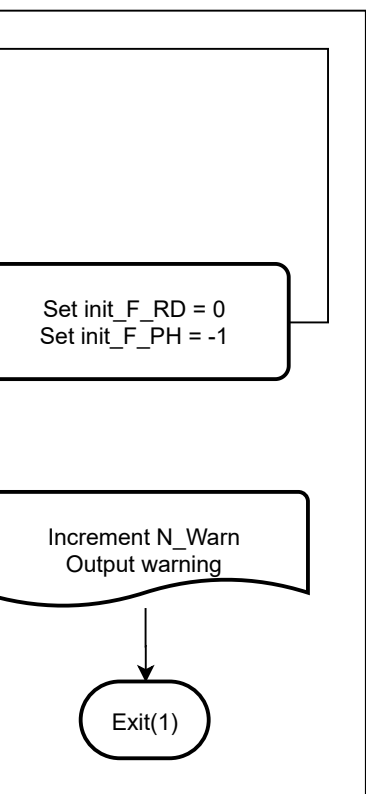 Set init_F_RD = 0
Set init_F_PH = -1
Increment N_Warn
Output warning
Exit(1)